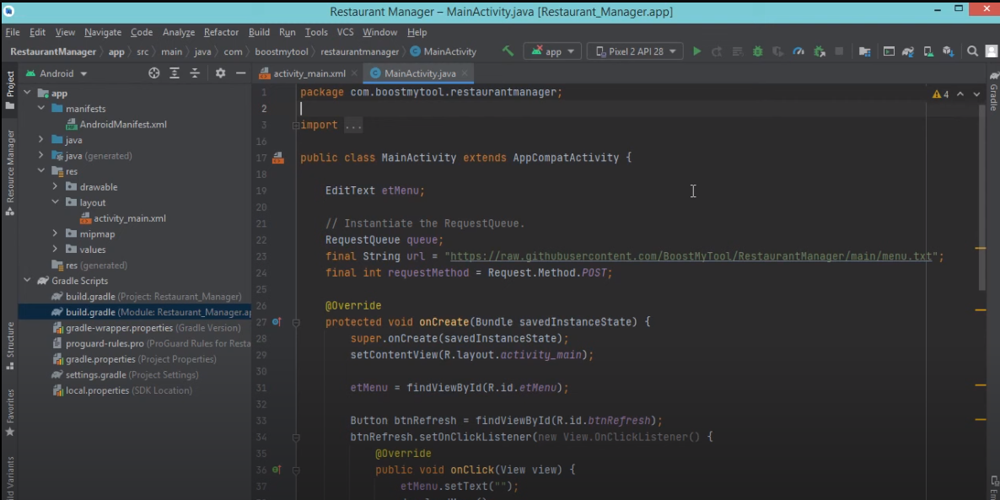 Restaurant Manager – MainActivity.java [Restaurant_Manager.app]
File Edit View Navigate Code Analyze Refactor Build Run Tools VCS Window Help
RestaurantManager app src main java com boostmytool restaurantmanager MainActivity app Pixel 2 API 28
Android activity_main.xml MainActivity.java
Project
Resource Manager
Structure
Favorites
app
manifests
AndroidManifest.xml
java
java (generated)
res
drawable
layout
activity_main.xml
mipmap
values
res (generated)
Gradle Scripts
build.gradle (Project: Restaurant_Manager)
build.gradle (Module: Restaurant_Manager.ap
gradle-wrapper.properties (Gradle Version)
proguard-rules.pro (ProGuard Rules for Resta
gradle.properties (Project Properties)
settings.gradle (Project Settings)
local.properties (SDK Location)
1 package com.boostmytool.restaurantmanager;
2
3 import ...
16
17 public class MainActivity extends AppCompatActivity {
18
19 EditText etMenu;
20
21 // Instantiate the RequestQueue.
22 RequestQueue queue;
23 final String url = "https://raw.githubusercontent.com/BoostMyTool/RestaurantManager/main/menu.txt";
24 final int requestMethod = Request.Method.POST;
25
26 @Override
27 protected void onCreate(Bundle savedInstanceState) {
28 super.onCreate(savedInstanceState);
29 setContentView(R.layout.activity_main);
30
31 etMenu = findViewById(R.id.etMenu);
32
33 Button btnRefresh = findViewById(R.id.btnRefresh);
34 btnRefresh.setOnClickListener(new View.OnClickListener() {
35 @Override
36 public void onClick(View view) {
37 etMenu.setText("");
4
Gradle